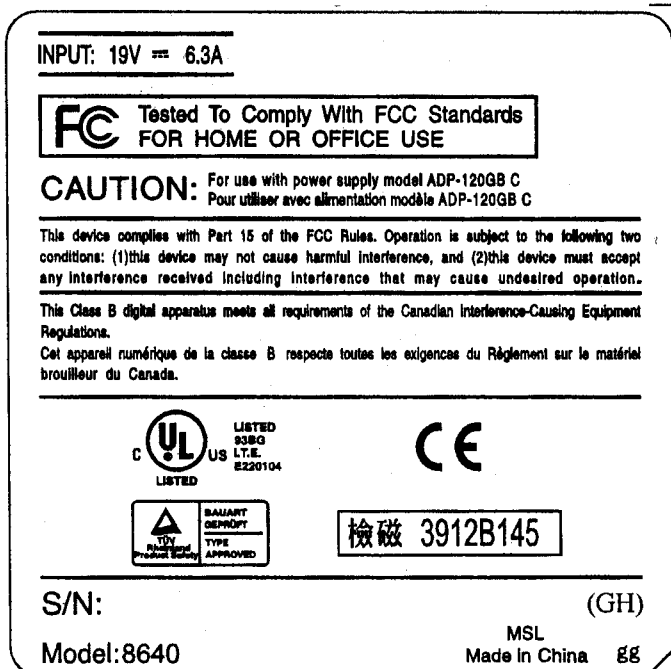 INPUT: 19V ⎓ 6.3A
FC Tested To Comply With FCC Standards
FOR HOME OR OFFICE USE
CAUTION: For use with power supply model ADP-120GB C
Pour utiliser avec alimentation modèle ADP-120GB C
This device complies with Part 15 of the FCC Rules. Operation is subject to the following two
conditions: (1)this device may not cause harmful interference, and (2)this device must accept
any interference received including interference that may cause undesired operation.
This Class B digital apparatus meets all requirements of the Canadian Interference-Causing Equipment
Regulations.
Cet appareil numérique de la classe B respecte toutes les exigences du Règlement sur le matériel
brouilleur du Canada.
C UL US LISTED
93BG
I.T.E.
E220104
LISTED
CE
TÜV
Rheinland
Product Safety
BAUART
GEPRÜFT
TYPE
APPROVED
檢磁 3912B145
S/N:
(GH)
Model:8640
MSL
Made in China gg